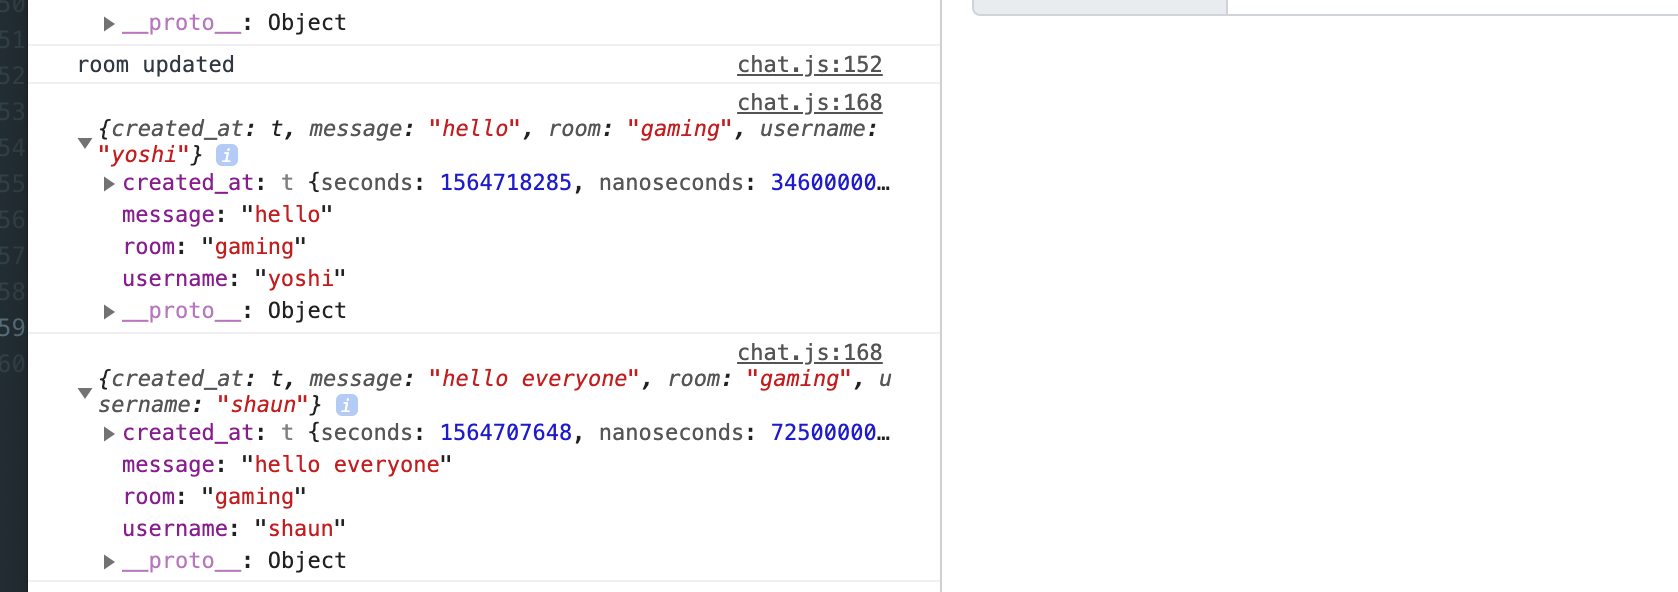 50
▶ __proto__: Object
51
room updated chat.js:152
52
chat.js:168
53
▼ {created_at: t, message: "hello", room: "gaming", username:
54
"yoshi"} i
55
▶ created_at: t {seconds: 1564718285, nanoseconds: 34600000…
56
message: "hello"
room: "gaming"
57
username: "yoshi"
58
▶ __proto__: Object
59
chat.js:168
60
▼ {created_at: t, message: "hello everyone", room: "gaming", u
sername: "shaun"} i
▶ created_at: t {seconds: 1564707648, nanoseconds: 72500000…
message: "hello everyone"
room: "gaming"
username: "shaun"
▶ __proto__: Object